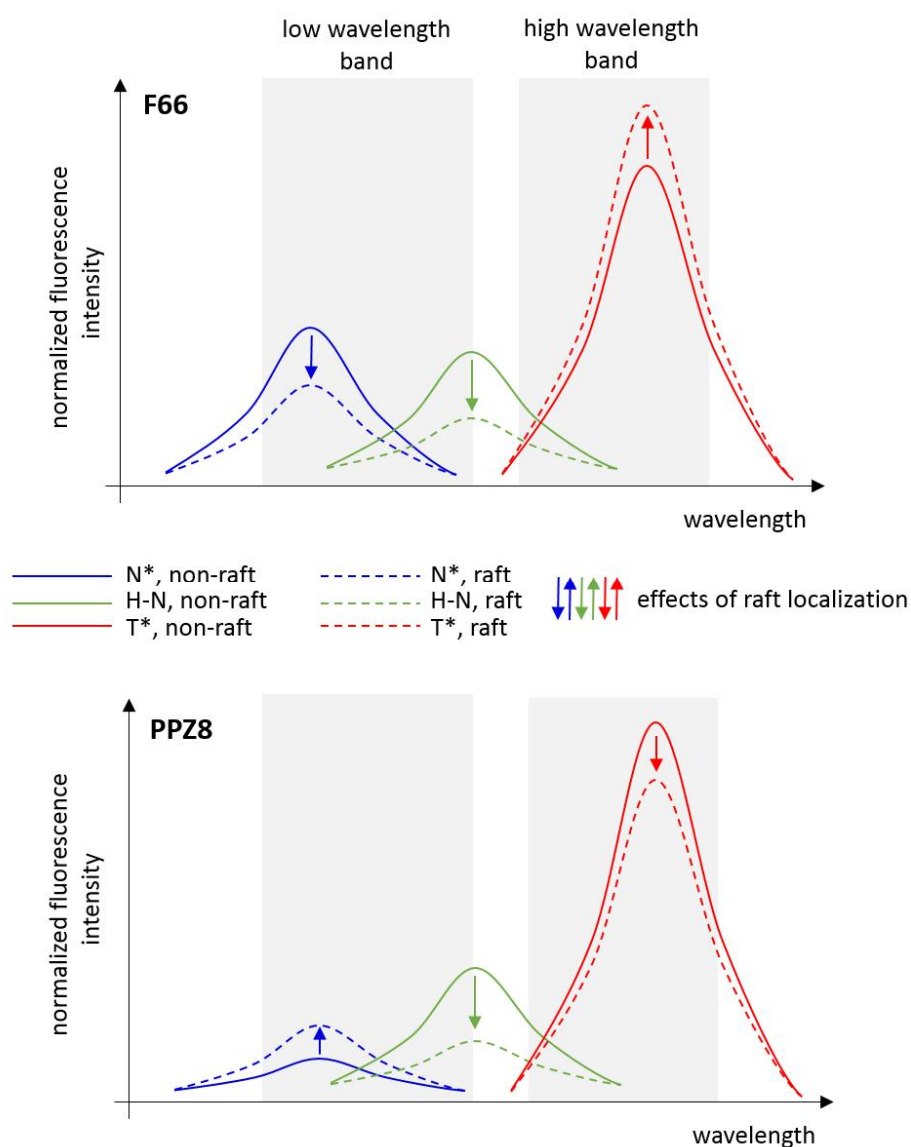 low wavelength
band
high wavelength
band
F66
normalized fluorescence
intensity
wavelength
N*, non-raft
H-N, non-raft
T*, non-raft
N*, raft
H-N, raft
T*, raft
effects of raft localization
PPZ8
normalized fluorescence
intensity
wavelength